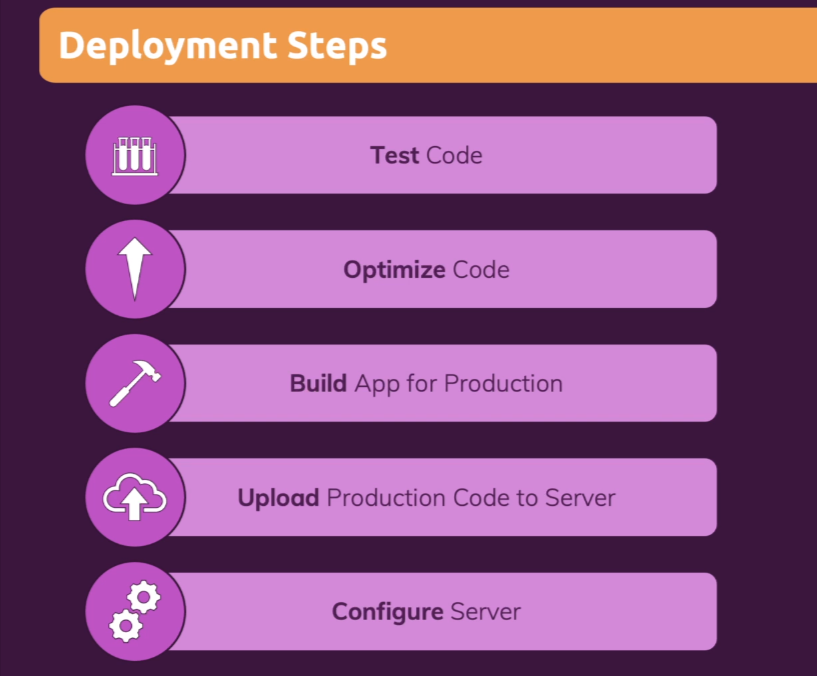 Deployment Steps
Test Code
Optimize Code
Build App for Production
Upload Production Code to Server
Configure Server